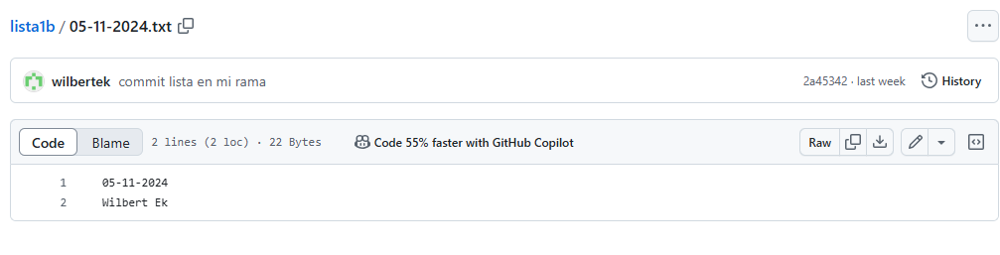 lista1b / 05-11-2024.txt
wilbertek commit lista en mi rama 2a45342 · last week History
Code Blame 2 lines (2 loc) · 22 Bytes Code 55% faster with GitHub Copilot Raw
1 05-11-2024
2 Wilbert Ek